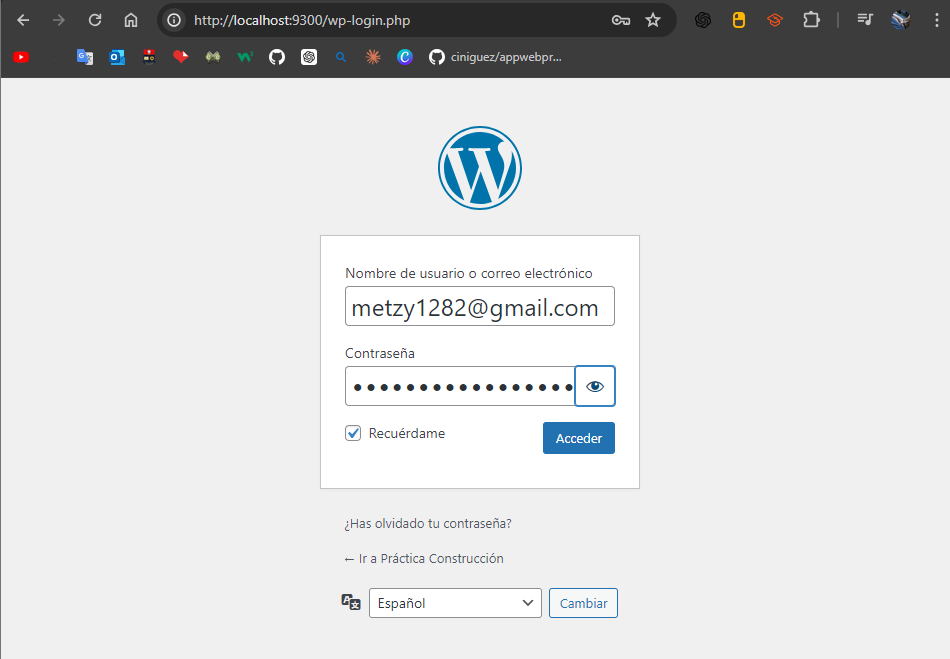 http://localhost:9300/wp-login.php
ciniguez/appwebpr...
Nombre de usuario o correo electrónico
metzy1282@gmail.com
Contraseña
Recuérdame
Acceder
¿Has olvidado tu contraseña?
← Ir a Práctica Construcción
Español
Cambiar